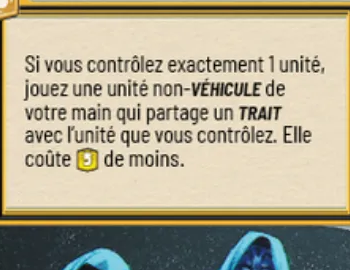 Si vous contrôlez exactement 1 unité,
jouez une unité non-VÉHICULE de
votre main qui partage un TRAIT
avec l'unité que vous contrôlez. Elle
coûte de moins.